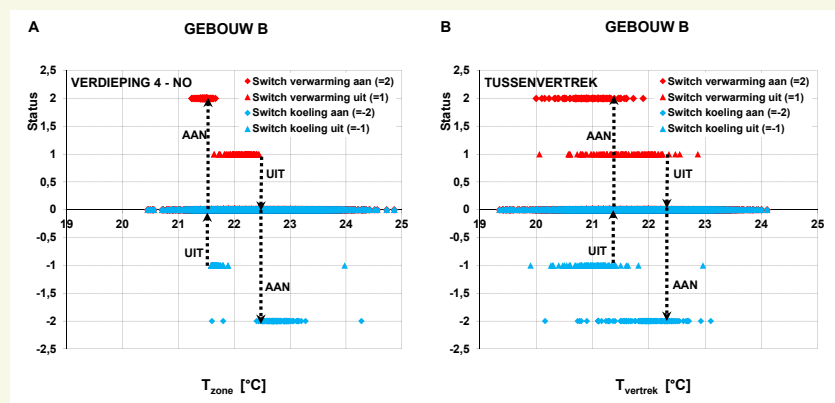 A
GEBOUW B
VERDIEPING 4 - NO
Switch verwarming aan (=2)
Switch verwarming uit (=1)
Switch koeling aan (=-2)
Switch koeling uit (=-1)
Status
2,5
2
1,5
1
0,5
0
-0,5
-1
-1,5
-2
-2,5
19
20
21
22
23
24
25
AAN
UIT
UIT
AAN
Tzone [°C]
B
GEBOUW B
TUSSENVERTREK
Switch verwarming aan (=2)
Switch verwarming uit (=1)
Switch koeling aan (=-2)
Switch koeling uit (=-1)
Status
2,5
2
1,5
1
0,5
0
-0,5
-1
-1,5
-2
-2,5
19
20
21
22
23
24
25
AAN
UIT
UIT
AAN
Tvertrek [°C]